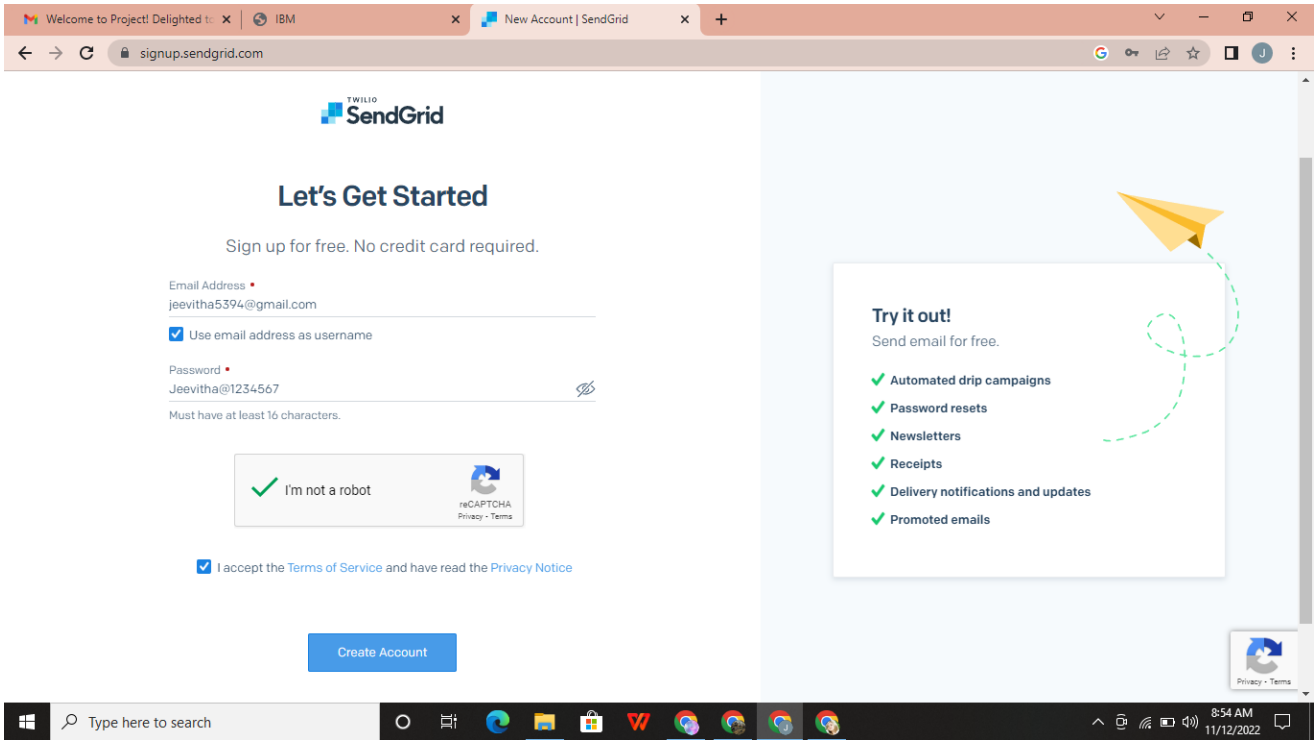 Welcome to Project! Delighted to
IBM
New Account | SendGrid
signup.sendgrid.com
J
TWILIO
SendGrid
Let's Get Started
Sign up for free. No credit card required.
Email Address •
jeevitha5394@gmail.com
Use email address as username
Password •
Jeevitha@1234567
Must have at least 16 characters.
I'm not a robot
reCAPTCHA
Privacy - Terms
I accept the Terms of Service and have read the Privacy Notice
Create Account
Try it out!
Send email for free.
Automated drip campaigns
Password resets
Newsletters
Receipts
Delivery notifications and updates
Promoted emails
Privacy - Terms
Type here to search
8:54 AM
11/12/2022